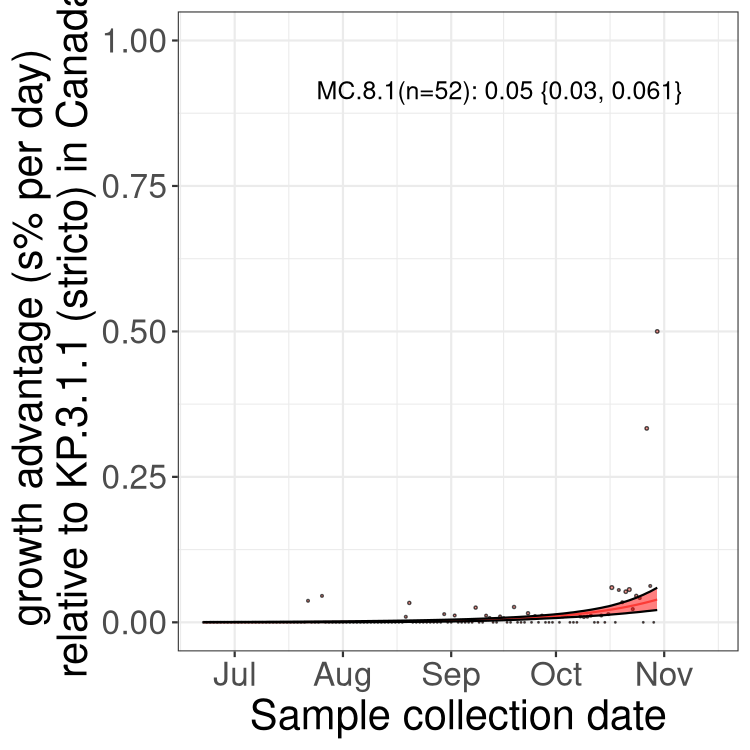 growth advantage (s% per day)
relative to KP.3.1.1 (stricto) in Canada
1.00
MC.8.1(n=52): 0.05 {0.03, 0.061}
0.75
0.50
0.25
0.00
Jul Aug Sep Oct Nov
Sample collection date